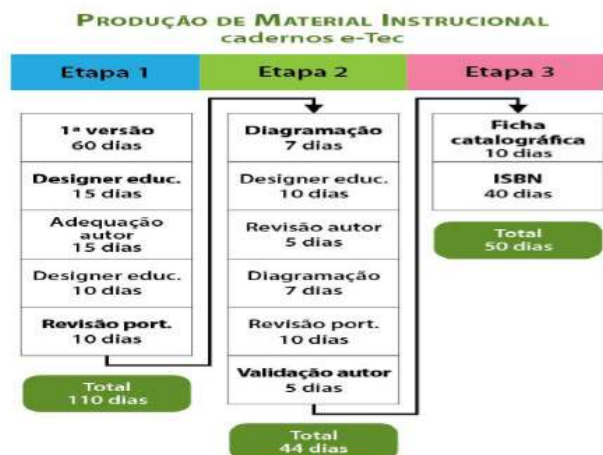 PRODUÇÃO DE MATERIAL INSTRUCIONAL
cadernos e-Tec
Etapa 1
Etapa 2
Etapa 3
1ª versão
60 dias
Designer educ.
15 dias
Adequação
autor
15 dias
Designer educ.
10 dias
Revisão port.
10 dias
Total
110 dias
Diagramação
7 dias
Designer educ.
10 dias
Revisão autor
5 dias
Diagramação
7 dias
Revisão port.
10 dias
Validação autor
5 dias
Total
44 dias
Ficha
catalográfica
10 dias
ISBN
40 dias
Total
50 dias